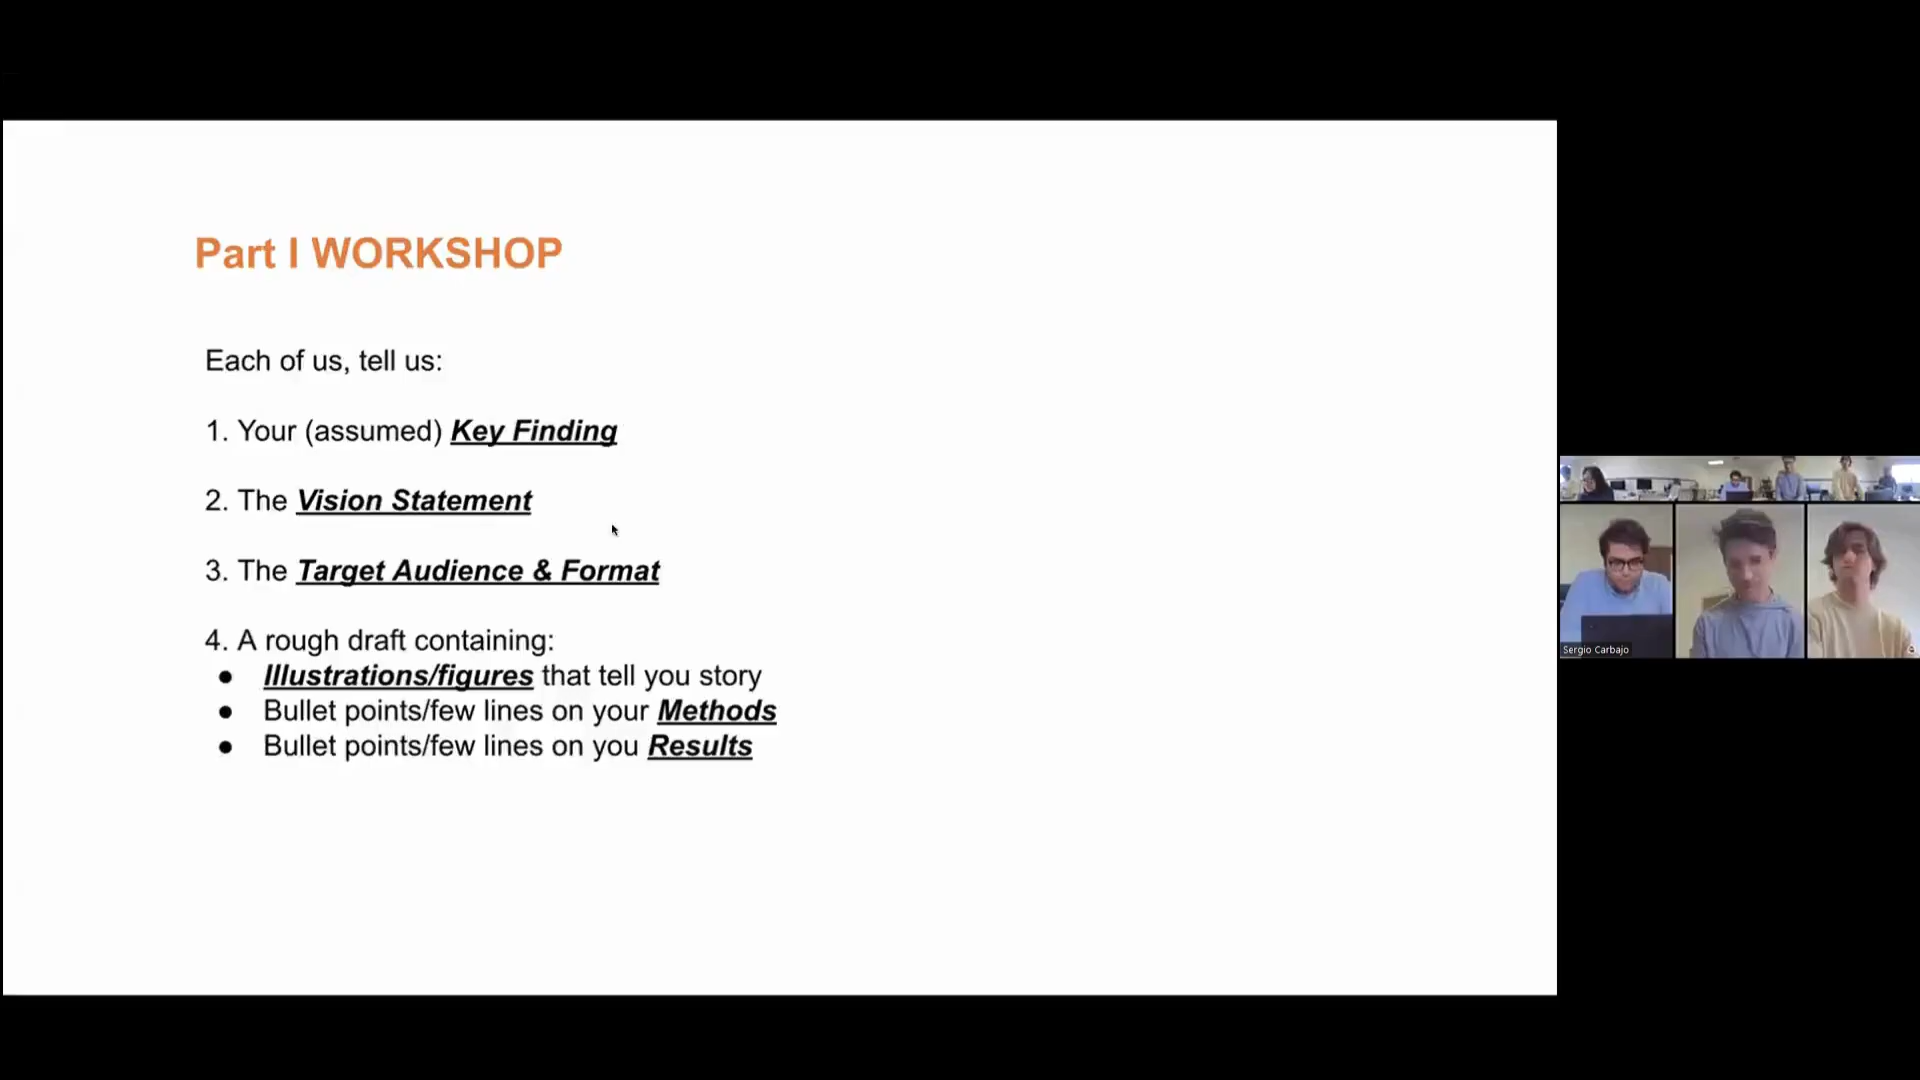 Part I WORKSHOP
Each of us, tell us:
1. Your (assumed) Key Finding
2. The Vision Statement
3. The Target Audience & Format
4. A rough draft containing:
● Illustrations/figures that tell you story
● Bullet points/few lines on your Methods
● Bullet points/few lines on you Results
Sergio Carbajo